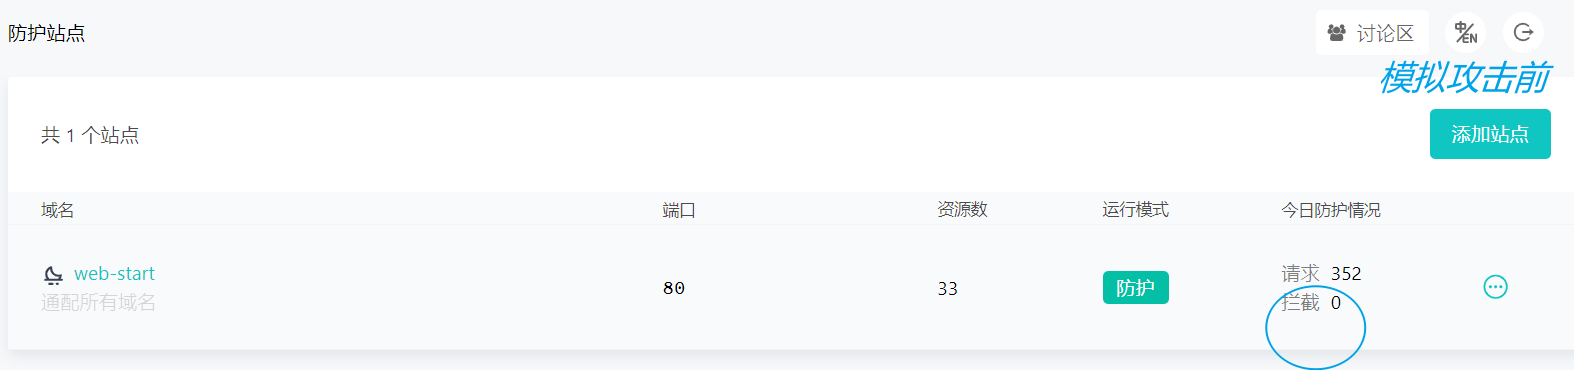 防护站点
讨论区
中/EN
模拟攻击前
共 1 个站点
添加站点
域名 端口 资源数 运行模式 今日防护情况
web-start 80 33 防护 请求 352
通配所有域名 拦截 0